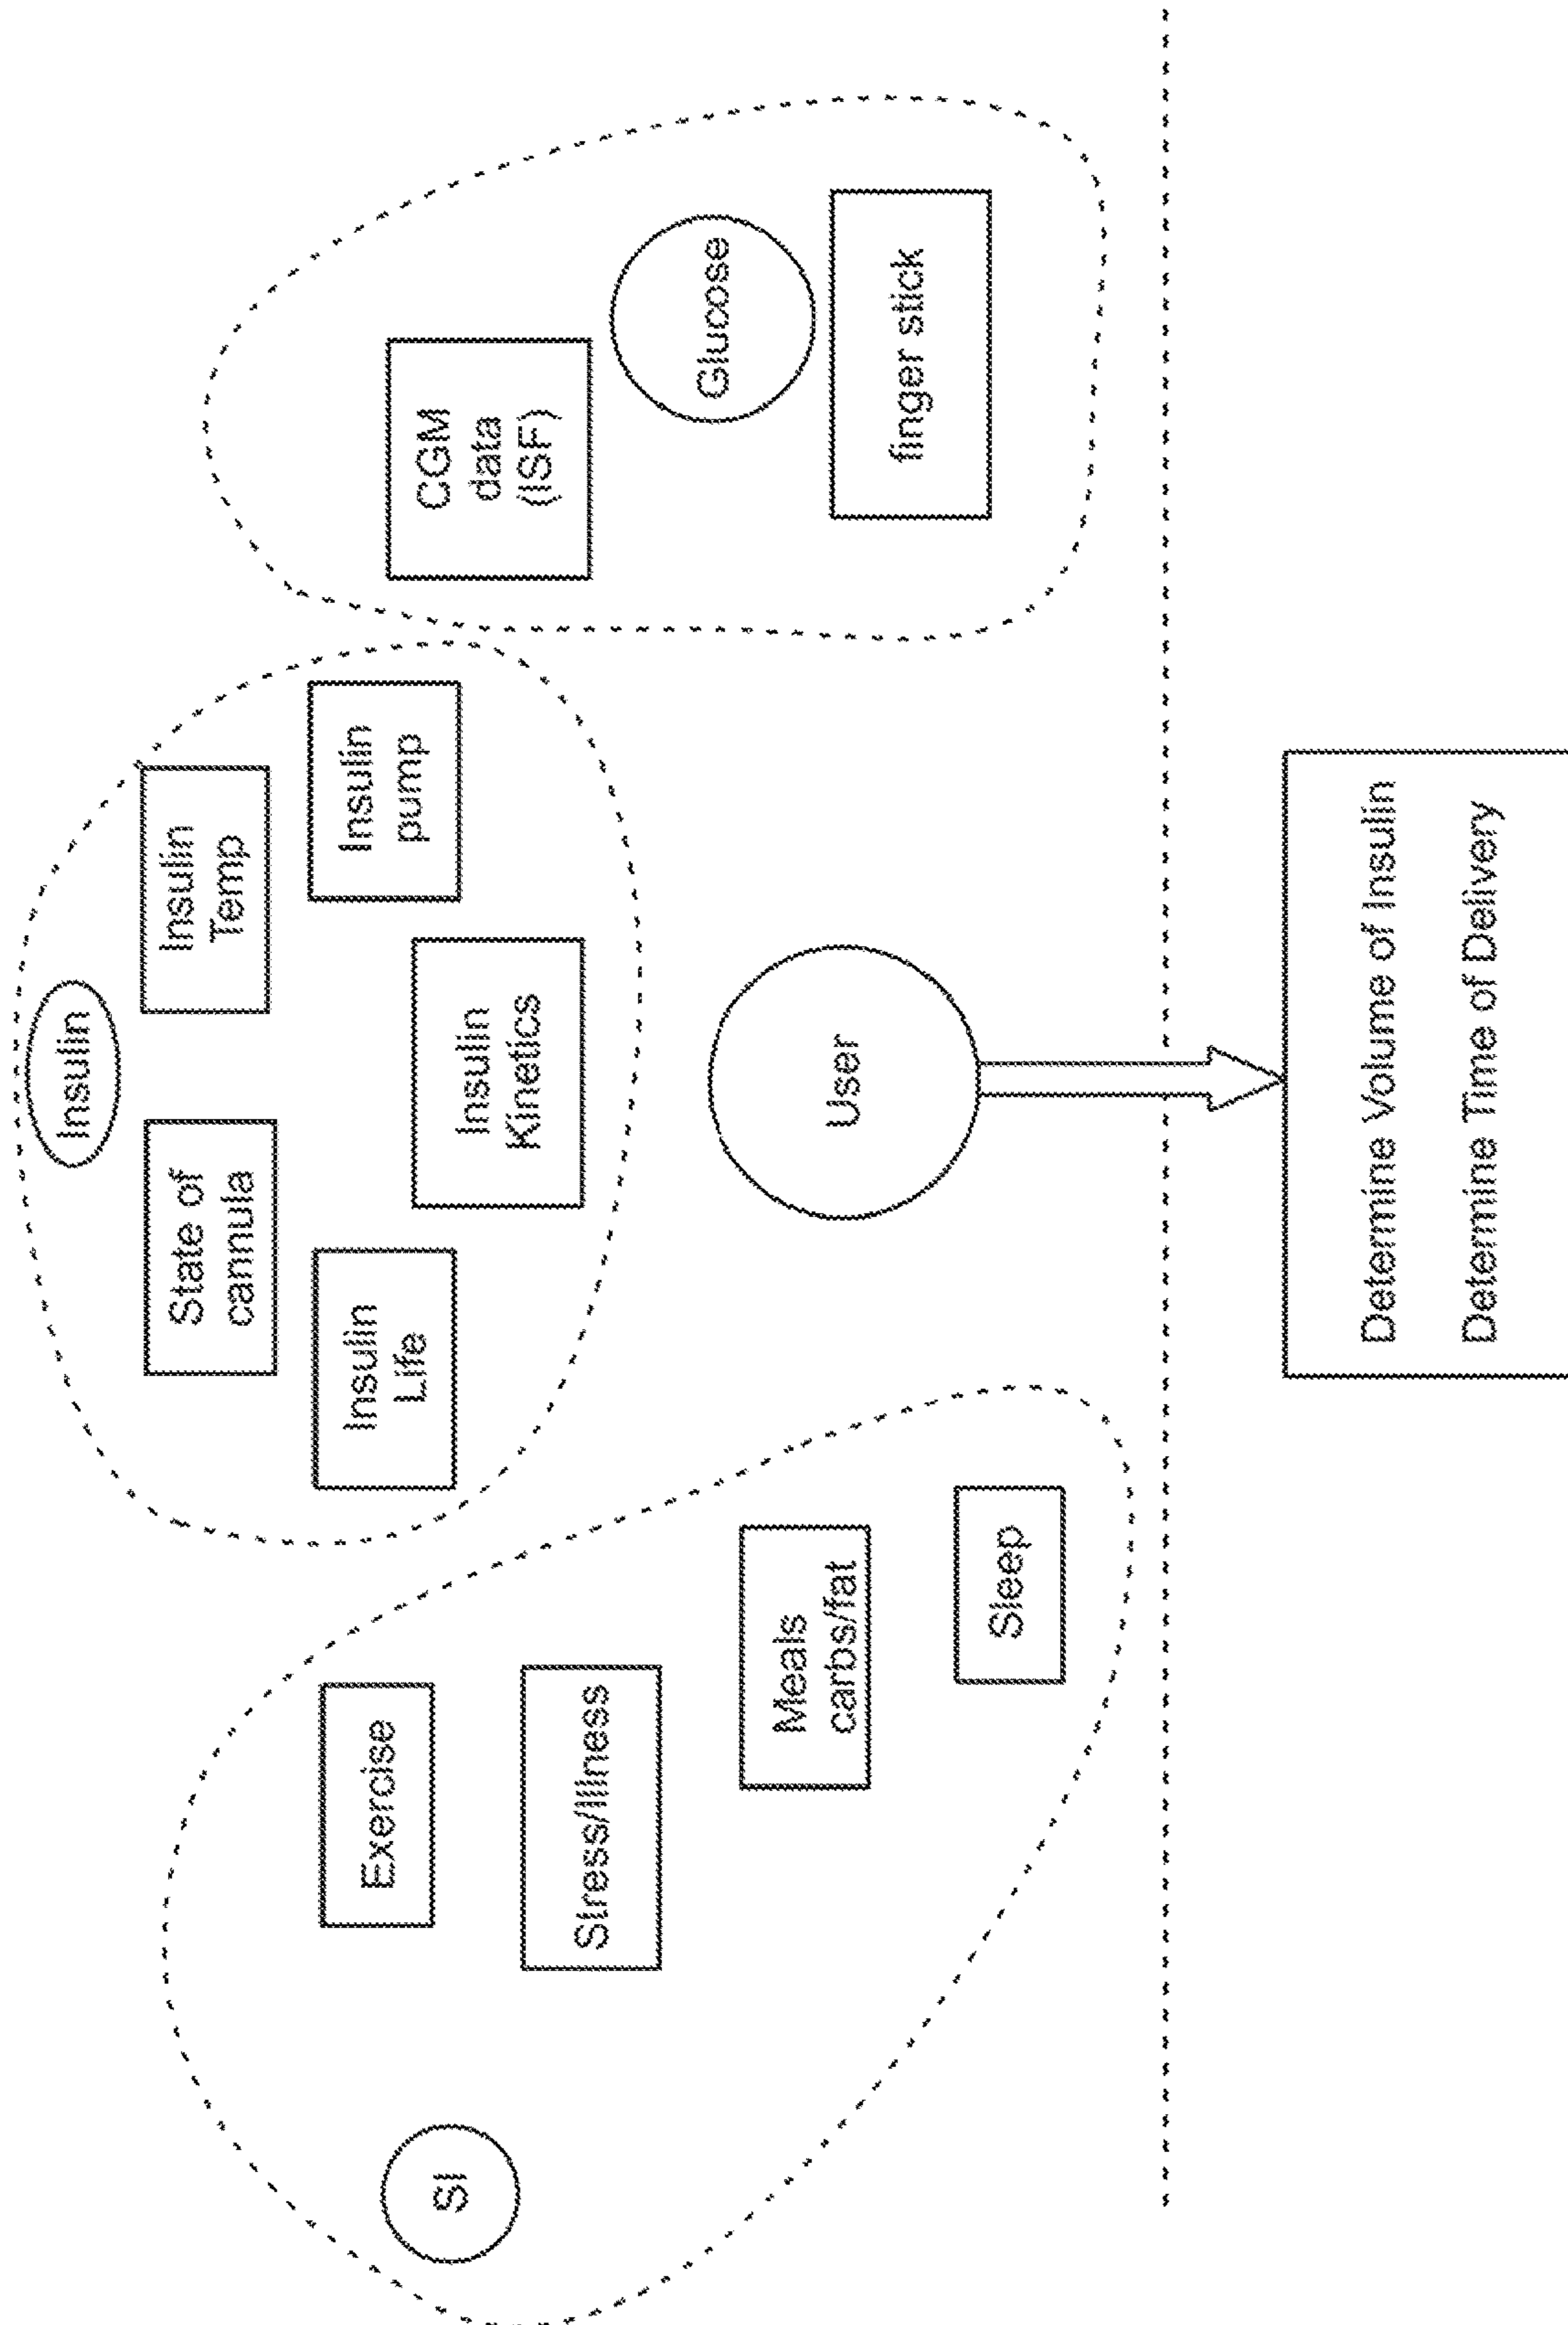 SI
Exercise
Stress/Illness
Meals
carbs/fat
Sleep
Insulin
State of
cannula
Insulin
Temp
Insulin
Life
Insulin
Kinetics
Insulin
pump
User
CGM
data
(ISF)
Glucose
finger stick
Determine Volume of Insulin
Determine Time of Delivery